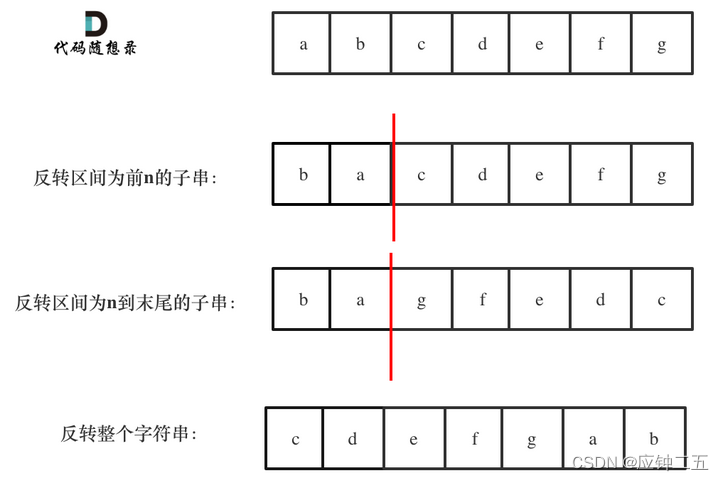 代码随想录
a b c d e f g
反转区间为前n的子串：
b a c d e f g
反转区间为n到末尾的子串：
b a g f e d c
反转整个字符串：
c d e f g a b
CSDN @应钟二五